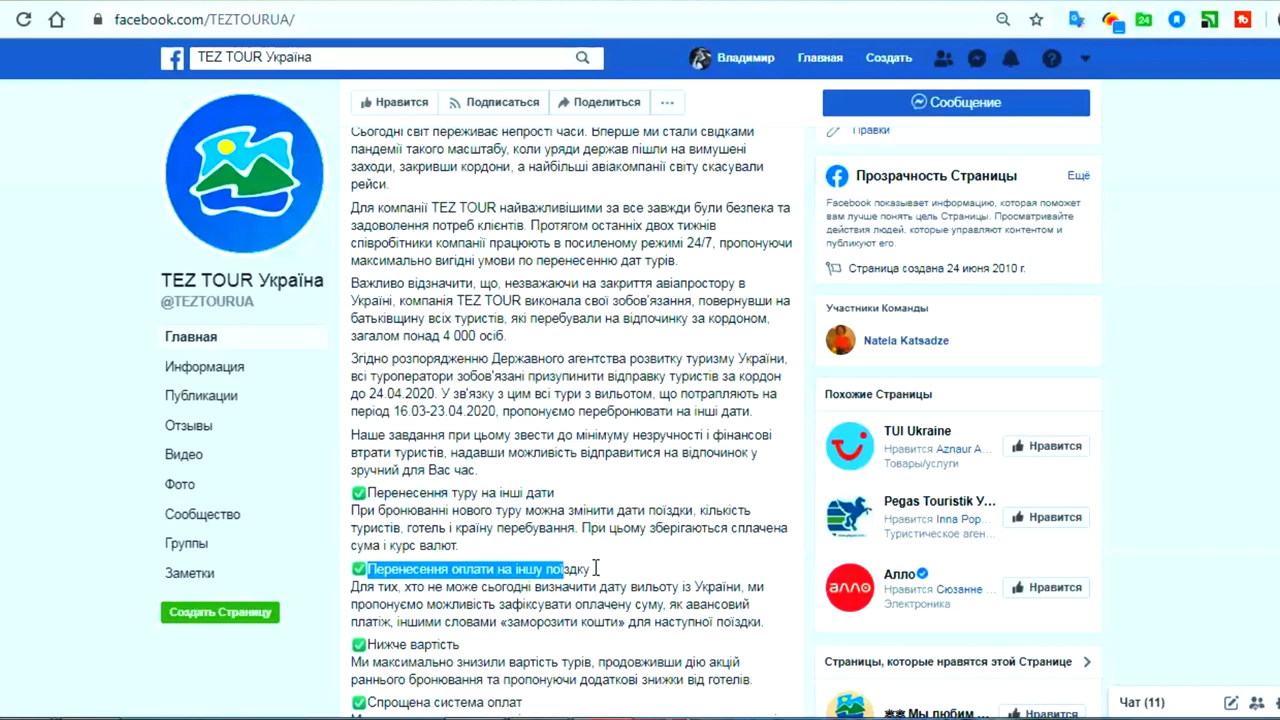 facebook.com/TEZTOURUA/
24
TEZ TOUR Україна
Владимир
Главная
Создать
Нравится
Подписаться
Поделиться
Сообщение
TEZ TOUR Україна
@TEZTOURUA
Главная
Информация
Публикации
Отзывы
Видео
Фото
Сообщество
Группы
Заметки
Создать Страницу
Сьогодні світ переживає непрості часи. Вперше ми стали свідками
пандемії такого масштабу, коли уряди держав пішли на вимушені
заходи, закривши кордони, а найбільші авіакомпанії світу скасували
рейси.
Для компанії TEZ TOUR найважливішими за все завжди були безпека та
задоволення потреб клієнтів. Протягом останніх двох тижнів
співробітники компанії працюють в посиленому режимі 24/7, пропонуючи
максимально вигідні умови по перенесенню дат турів.
Важливо відзначити, що, незважаючи на закриття авіапростору в
Україні, компанія TEZ TOUR виконала свої зобов'язання, повернувши на
батьківщину всіх туристів, які перебували на відпочинку за кордоном,
загалом понад 4 000 осіб.
Згідно розпорядженню Державного агентства розвитку туризму України,
всі туроператори зобов'язані призупинити відправку туристів за кордон
до 24.04.2020. У зв'язку з цим всі тури з вильотом, що потрапляють на
період 16.03-23.04.2020, пропонуємо перебронювати на інші дати.
Наше завдання при цьому звести до мінімуму незручності і фінансові
втрати туристів, надавши можливість відправитися на відпочинок у
зручний для Вас час.
Перенесення туру на інші дати
При бронюванні нового туру можна змінити дати поїздки, кількість
туристів, готель і країну перебування. При цьому зберігаються сплачена
сума і курс валют.
Перенесення оплати на іншу поїздку
Для тих, хто не може сьогодні визначити дату вильоту із України, ми
пропонуємо можливість зафіксувати оплачену суму, як авансовий
платіж, іншими словами «заморозити кошти» для наступної поїздки.
Нижче вартість
Ми максимально знизили вартість турів, продовживши дію акцій
раннього бронювання та пропонуючи додаткові знижки від готелів.
Спрощена система оплат
Правки
Прозрачность Страницы
Ещё
Facebook показывает информацию, которая поможет
вам лучше понять цель Страницы. Просматривайте
действия людей, которые управляют контентом и
публикуют его.
Страница создана 24 июня 2010 г.
Участники Команды
Natela Katsadze
Похожие Страницы
TUI Ukraine
Нравится Aznaur A...
Товары/услуги
Нравится
Pegas Touristik У...
Нравится Inna Pop...
Туристическое аген...
Нравится
алло
Алло
Нравится Сюзанне ...
Электроника
Нравится
Страницы, которые нравятся этой Странице
Мы любим
Нравится
Чат (11)